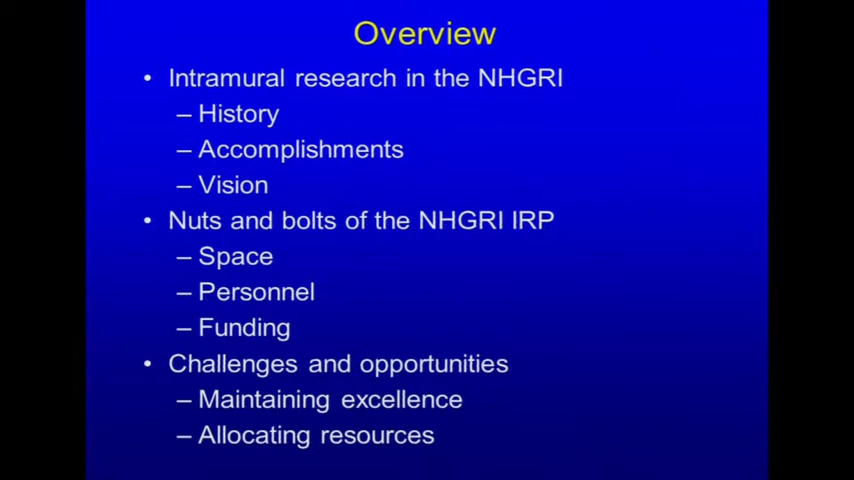 Overview
• Intramural research in the NHGRI
– History
– Accomplishments
– Vision
• Nuts and bolts of the NHGRI IRP
– Space
– Personnel
– Funding
• Challenges and opportunities
– Maintaining excellence
– Allocating resources